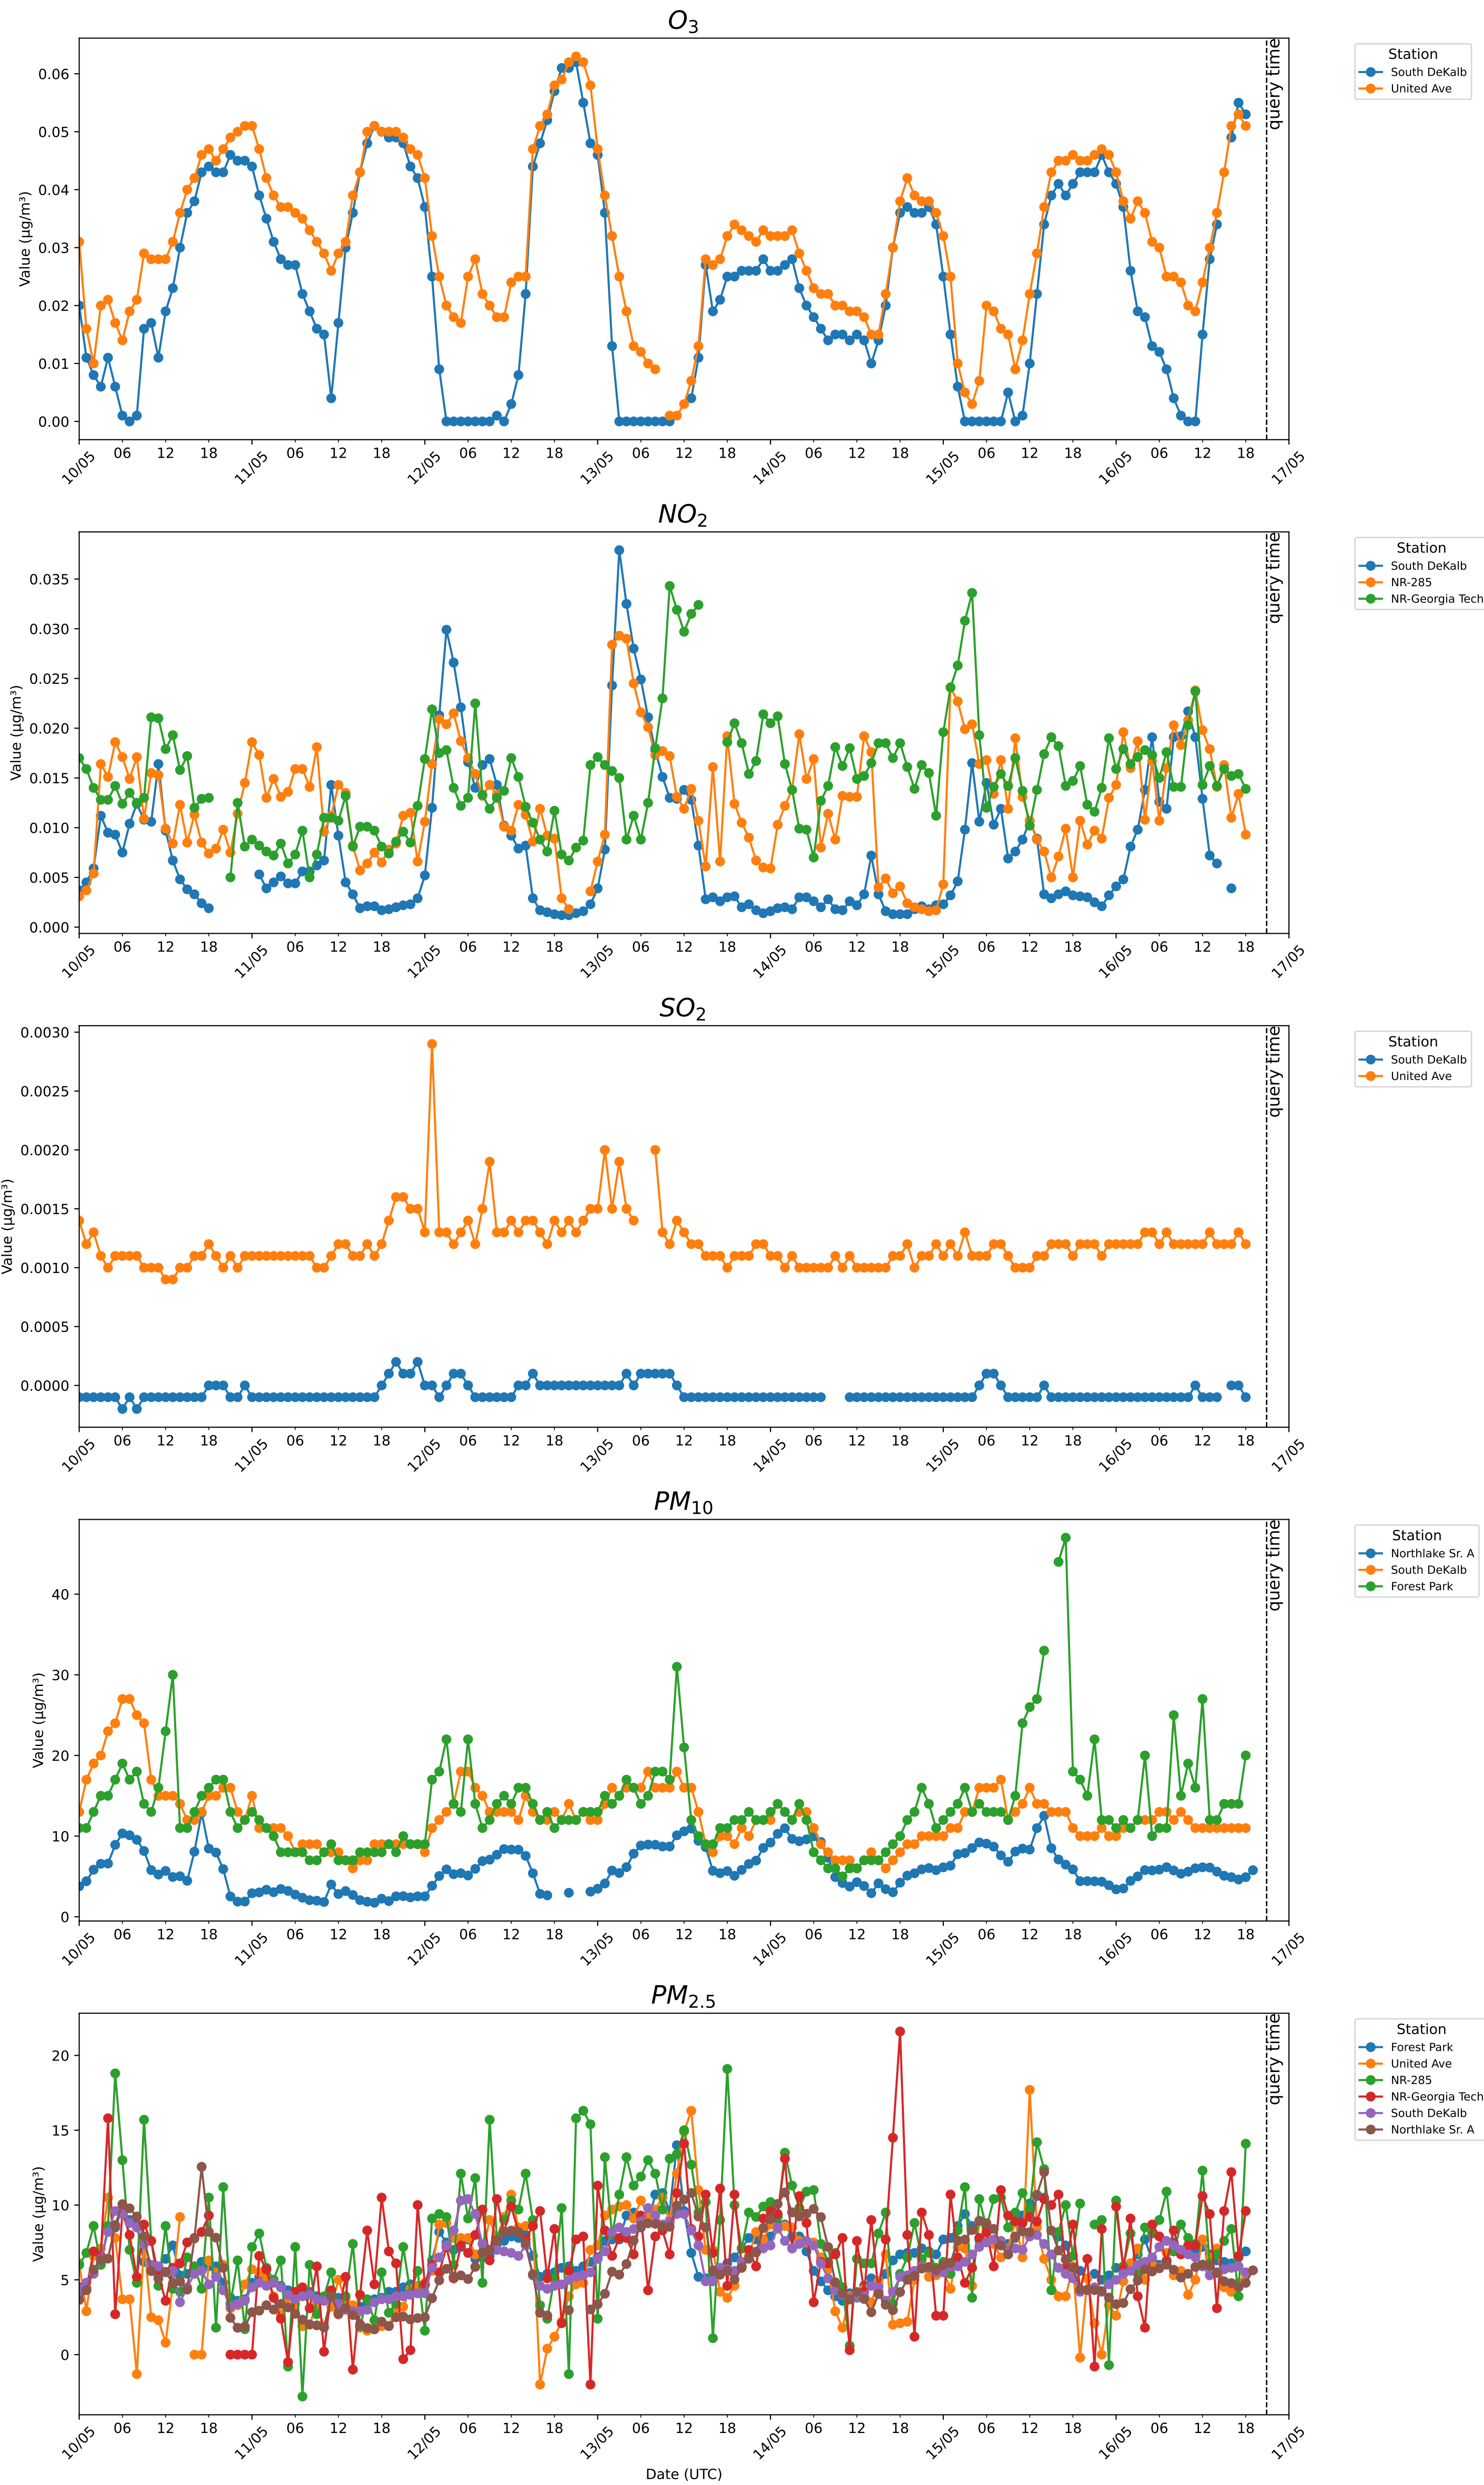 O3
Value (µg/m³)
0.06
0.05
0.04
0.03
0.02
0.01
0.00
10/05 06 12 18 11/05 06 12 18 12/05 06 12 18 13/05 06 12 18 14/05 06 12 18 15/05 06 12 18 16/05 06 12 18 17/05
query time
Station
South DeKalb
United Ave
NO2
Value (µg/m³)
0.035
0.030
0.025
0.020
0.015
0.010
0.005
0.000
10/05 06 12 18 11/05 06 12 18 12/05 06 12 18 13/05 06 12 18 14/05 06 12 18 15/05 06 12 18 16/05 06 12 18 17/05
query time
Station
South DeKalb
NR-285
NR-Georgia Tech
SO2
Value (µg/m³)
0.0030
0.0025
0.0020
0.0015
0.0010
0.0005
0.0000
10/05 06 12 18 11/05 06 12 18 12/05 06 12 18 13/05 06 12 18 14/05 06 12 18 15/05 06 12 18 16/05 06 12 18 17/05
query time
Station
South DeKalb
United Ave
PM10
Value (µg/m³)
40
30
20
10
0
10/05 06 12 18 11/05 06 12 18 12/05 06 12 18 13/05 06 12 18 14/05 06 12 18 15/05 06 12 18 16/05 06 12 18 17/05
query time
Station
Northlake Sr. A
South DeKalb
Forest Park
PM2.5
Value (µg/m³)
20
15
10
5
0
10/05 06 12 18 11/05 06 12 18 12/05 06 12 18 13/05 06 12 18 14/05 06 12 18 15/05 06 12 18 16/05 06 12 18 17/05
query time
Station
Forest Park
United Ave
NR-285
NR-Georgia Tech
South DeKalb
Northlake Sr. A
Date (UTC)